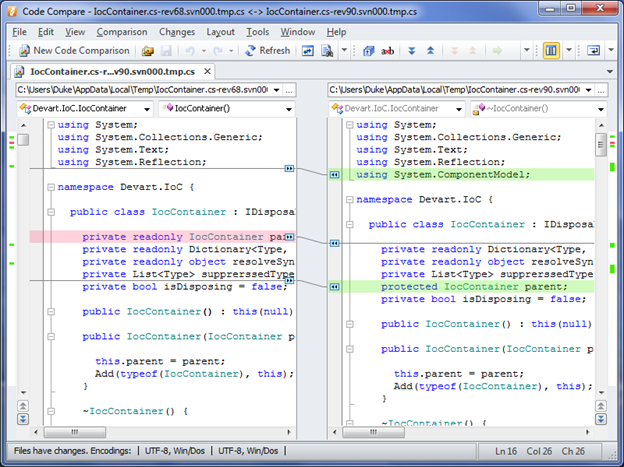 Code Compare - IocContainer.cs-rev68.svn000.tmp.cs <-> IocContainer.cs-rev90.svn000.tmp.cs
File Edit View Comparison Changes Layout Tools Window Help
New Code Comparison Refresh a↔b
IocContainer.cs-r...v90.svn000.tmp.cs
C:\Users\Duke\AppData\Local\Temp\IocContainer.cs-rev68.svn000 ...
Devart.IoC.IocContainer IocContainer()
using System;
using System.Collections.Generic;
using System.Text;
using System.Reflection;
namespace Devart.IoC {
public class IocContainer : IDisposal
private readonly IocContainer par
private readonly Dictionary<Type,
private readonly object resolveSyn
private List<Type> supprerssedType
private bool isDisposing = false;
public IocContainer() : this(null)
public IocContainer(IocContainer p
this.parent = parent;
Add(typeof(IocContainer), this);
}
~IocContainer() {
C:\Users\Duke\AppData\Local\Temp\IocContainer.cs-rev90.svn000 ...
Devart.IoC.IocContainer ~IocContainer()
using System;
using System.Collections.Generic;
using System.Text;
using System.Reflection;
using System.ComponentModel;
namespace Devart.IoC {
public class IocContainer : IDisposal
private readonly Dictionary<Type,
private readonly object resolveSyn
private List<Type> supprerssedType
protected IocContainer parent;
private bool isDisposing = false;
public IocContainer() : this(null)
public IocContainer(IocContainer p
this.parent = parent;
Add(typeof(IocContainer), this);
}
~IocContainer() {
Files have changes. Encodings: UTF-8, Win/Dos UTF-8, Win/Dos Ln 16 Col 26 Ch 26